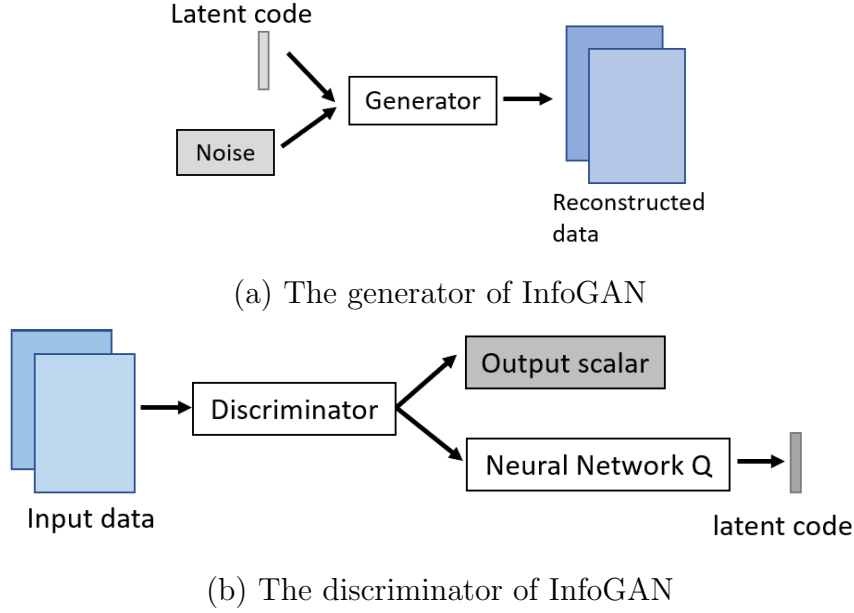 Latent code
Generator
Noise
Reconstructed
data
(a) The generator of InfoGAN
Output scalar
Discriminator
Neural Network Q
Input data
latent code
(b) The discriminator of InfoGAN